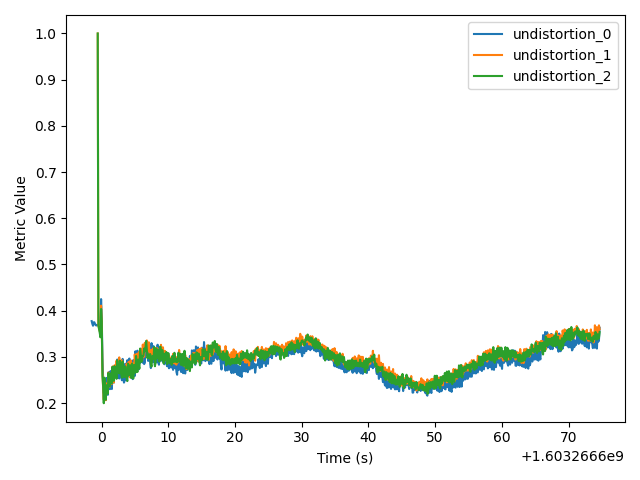 undistortion_0
undistortion_1
undistortion_2
1.0
0.9
0.8
0.7
0.6
0.5
0.4
0.3
0.2
Metric Value
0 10 20 30 40 50 60 70
Time (s)
+1.6032666e9